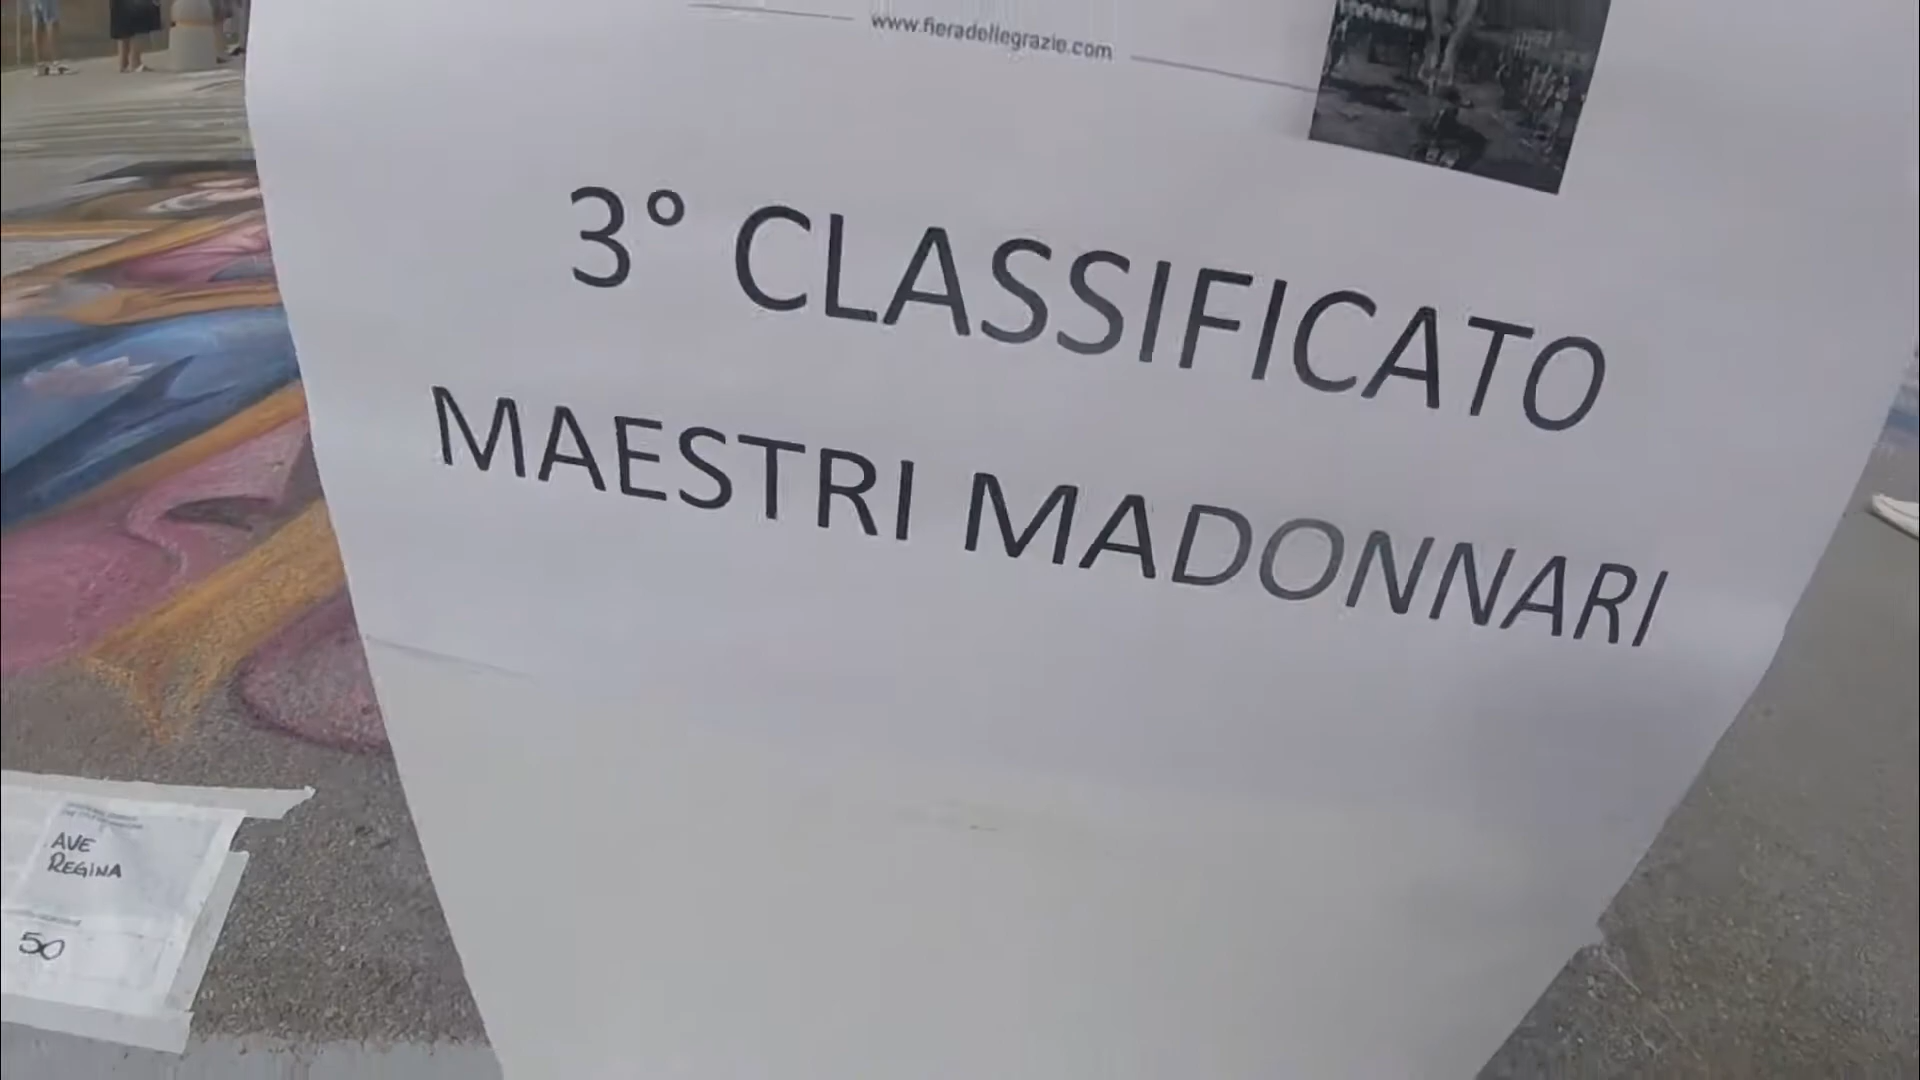 www.fieradellegrazie.com
3° CLASSIFICATO
MAESTRI MADONNARI
AVE
REGINA
50